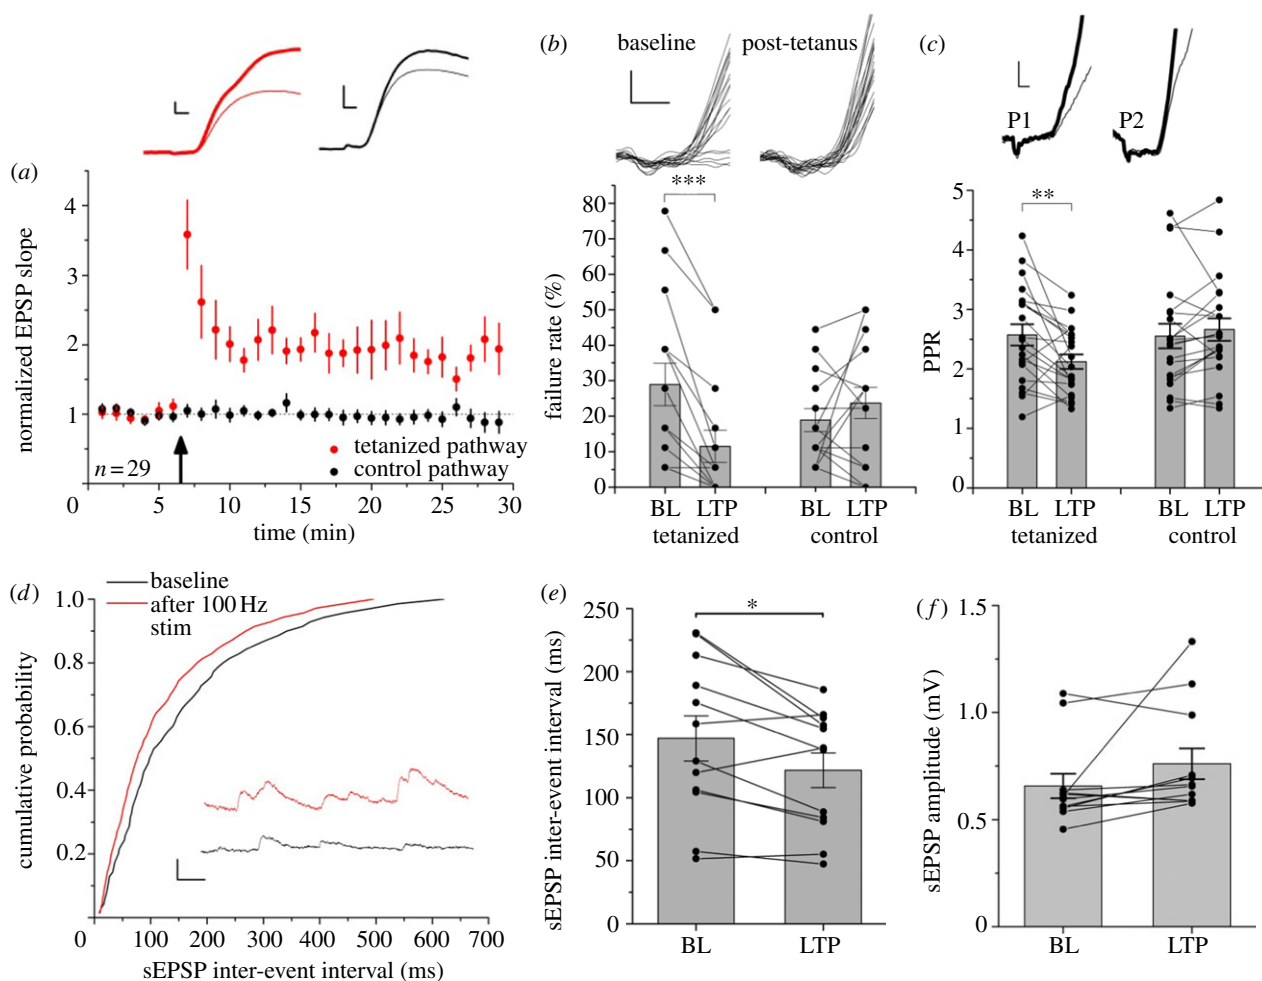 (a)
normalized EPSP slope
4
3
2
1
n = 29
tetanized pathway
control pathway
0 5 10 15 20 25 30
time (min)
(b)
baseline post-tetanus
***
failure rate (%)
80
70
60
50
40
30
20
10
0
BL LTP BL LTP
tetanized control
(c)
P1 P2
**
PPR
5
4
3
2
1
0
BL LTP BL LTP
tetanized control
(d)
baseline
after 100 Hz
stim
cumulative probability
1.0
0.8
0.6
0.4
0.2
0 100 200 300 400 500 600 700
sEPSP inter-event interval (ms)
(e)
*
sEPSP inter-event interval (ms)
250
200
150
100
50
0
BL LTP
(f)
sEPSP amplitude (mV)
1.5
1.0
0.5
0
BL LTP